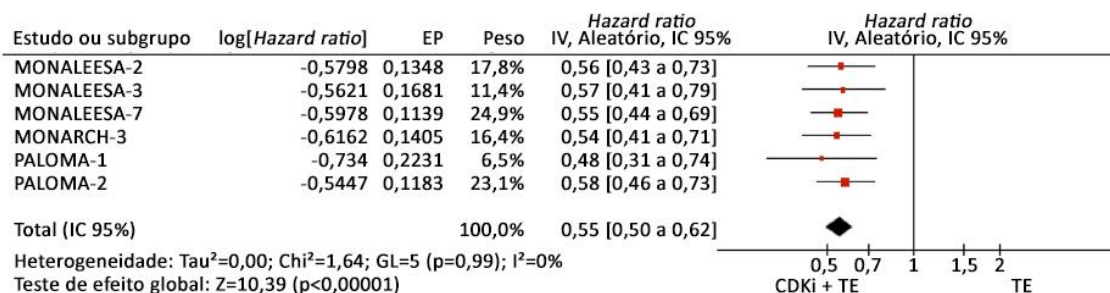 Hazard ratio Hazard ratio
Estudo ou subgrupo log[Hazard ratio] EP Peso IV, Aleatório, IC 95% IV, Aleatório, IC 95%
MONALEESA-2 -0,5798 0,1348 17,8% 0,56 [0,43 a 0,73]
MONALEESA-3 -0,5621 0,1681 11,4% 0,57 [0,41 a 0,79]
MONALEESA-7 -0,5978 0,1139 24,9% 0,55 [0,44 a 0,69]
MONARCH-3 -0,6162 0,1405 16,4% 0,54 [0,41 a 0,71]
PALOMA-1 -0,734 0,2231 6,5% 0,48 [0,31 a 0,74]
PALOMA-2 -0,5447 0,1183 23,1% 0,58 [0,46 a 0,73]
Total (IC 95%) 100,0% 0,55 [0,50 a 0,62]
Heterogeneidade: Tau²=0,00; Chi²=1,64; GL=5 (p=0,99); I²=0%
0,5 0,7 1 1,5 2
Teste de efeito global: Z=10,39 (p<0,00001) CDKi + TE TE